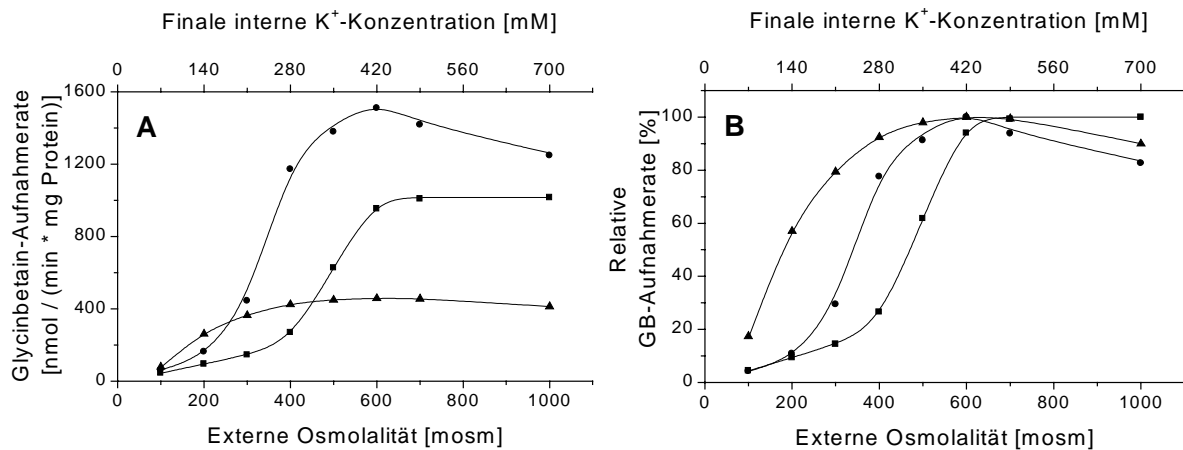 Finale interne K⁺-Konzentration [mM]
0 140 280 420 560 700
1600
1200
800
400
0
Glycinbetain-Aufnahmerate
[nmol / (min * mg Protein)]
A
0 200 400 600 800 1000
Externe Osmolalität [mosm]
Finale interne K⁺-Konzentration [mM]
0 140 280 420 560 700
100
80
60
40
20
0
Relative
GB-Aufnahmerate [%]
B
0 200 400 600 800 1000
Externe Osmolalität [mosm]